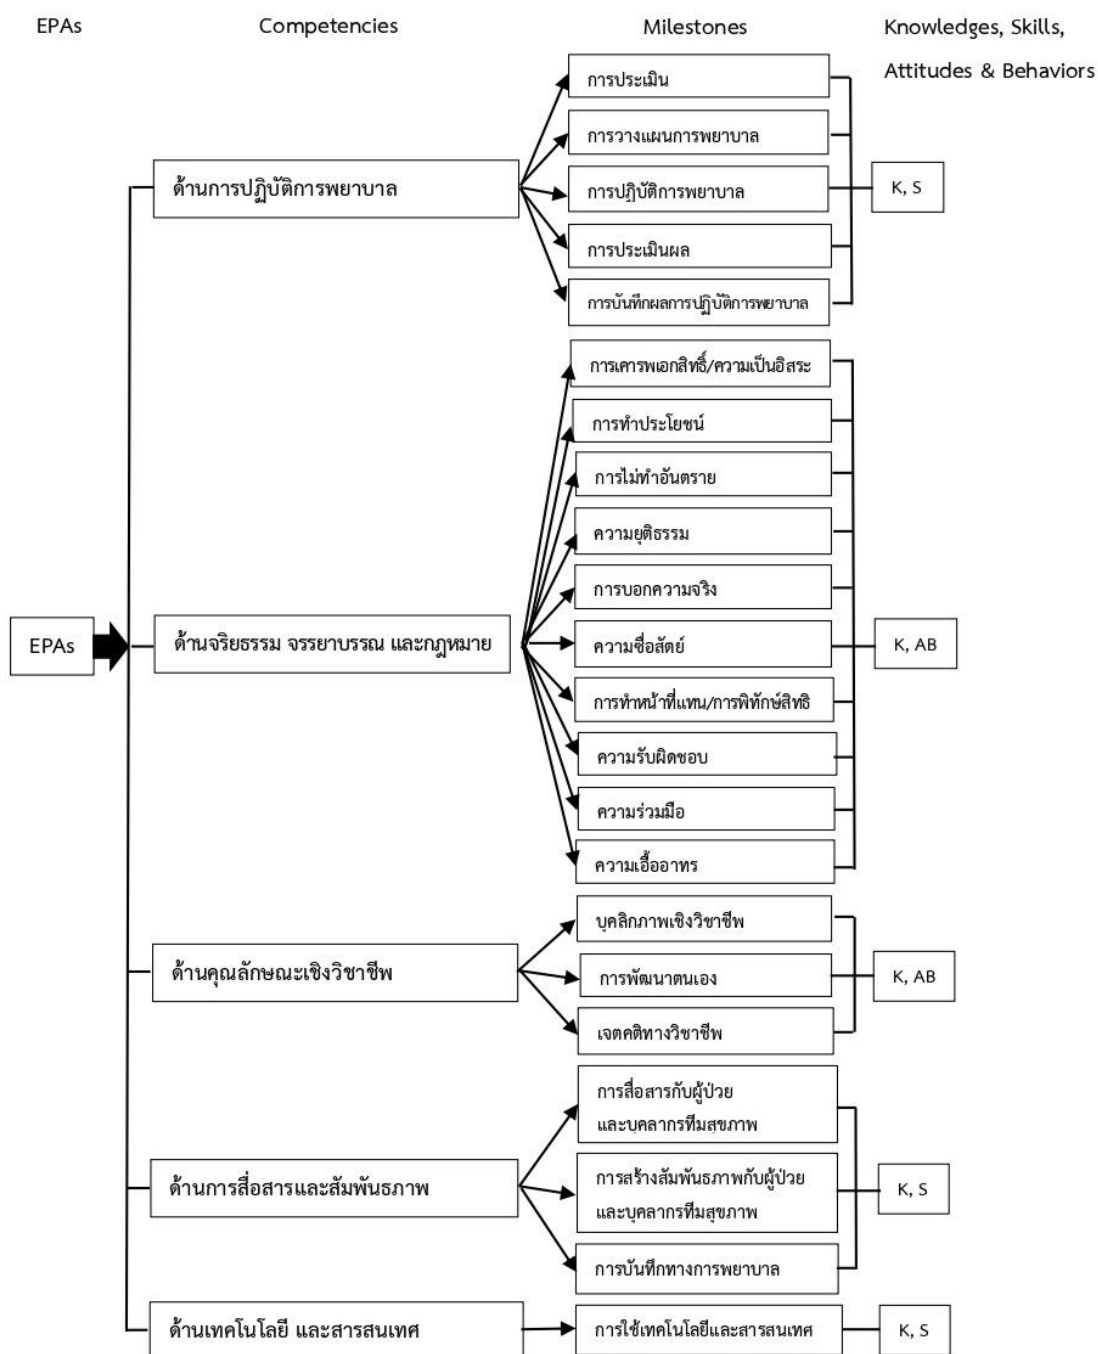 EPAs
Competencies
Milestones
Knowledges, Skills,
Attitudes & Behaviors
EPAs
ด้านการปฏิบัติการพยาบาล
การประเมิน
การวางแผนการพยาบาล
การปฏิบัติการพยาบาล
การประเมินผล
การบันทึกผลการปฏิบัติการพยาบาล
K, S
ด้านจริยธรรม จรรยาบรรณ และกฎหมาย
การเคารพเอกสิทธิ์/ความเป็นอิสระ
การทำประโยชน์
การไม่ทำอันตราย
ความยุติธรรม
การบอกความจริง
ความซื่อสัตย์
การทำหน้าที่แทน/การพิทักษ์สิทธิ
ความรับผิดชอบ
ความร่วมมือ
ความเอื้ออาทร
K, AB
ด้านคุณลักษณะเชิงวิชาชีพ
บุคลิกภาพเชิงวิชาชีพ
การพัฒนาตนเอง
เจตคติทางวิชาชีพ
K, AB
ด้านการสื่อสารและสัมพันธภาพ
การสื่อสารกับผู้ป่วย
และบุคลากรทีมสุขภาพ
การสร้างสัมพันธภาพกับผู้ป่วย
และบุคลากรทีมสุขภาพ
การบันทึกทางการพยาบาล
K, S
ด้านเทคโนโลยี และสารสนเทศ
การใช้เทคโนโลยีและสารสนเทศ
K, S